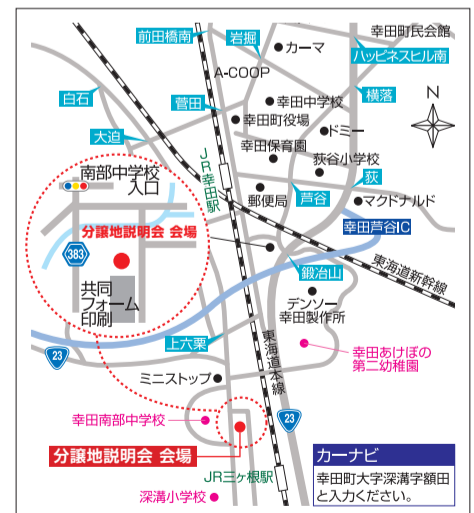 前田橋南
岩堀
カーマ
幸田町民会館
ハッピネスヒル南
A-COOP
白石
菅田
幸田中学校
横落
N
幸田町役場
ドミー
大迫
幸田保育園
荻谷小学校
JR幸田駅
南部中学校
入口
郵便局
芦谷
荻
マクドナルド
分譲地説明会 会場
幸田芦谷IC
383
鍛冶山
東海道新幹線
共同
フォーム
印刷
デンソー
幸田製作所
上六栗
東海道本線
23
幸田あけぼの
第二幼稚園
ミニストップ
幸田南部中学校
23
分譲地説明会 会場
JR三ヶ根駅
深溝小学校
カーナビ
幸田町大字深溝字額田
と入力ください。